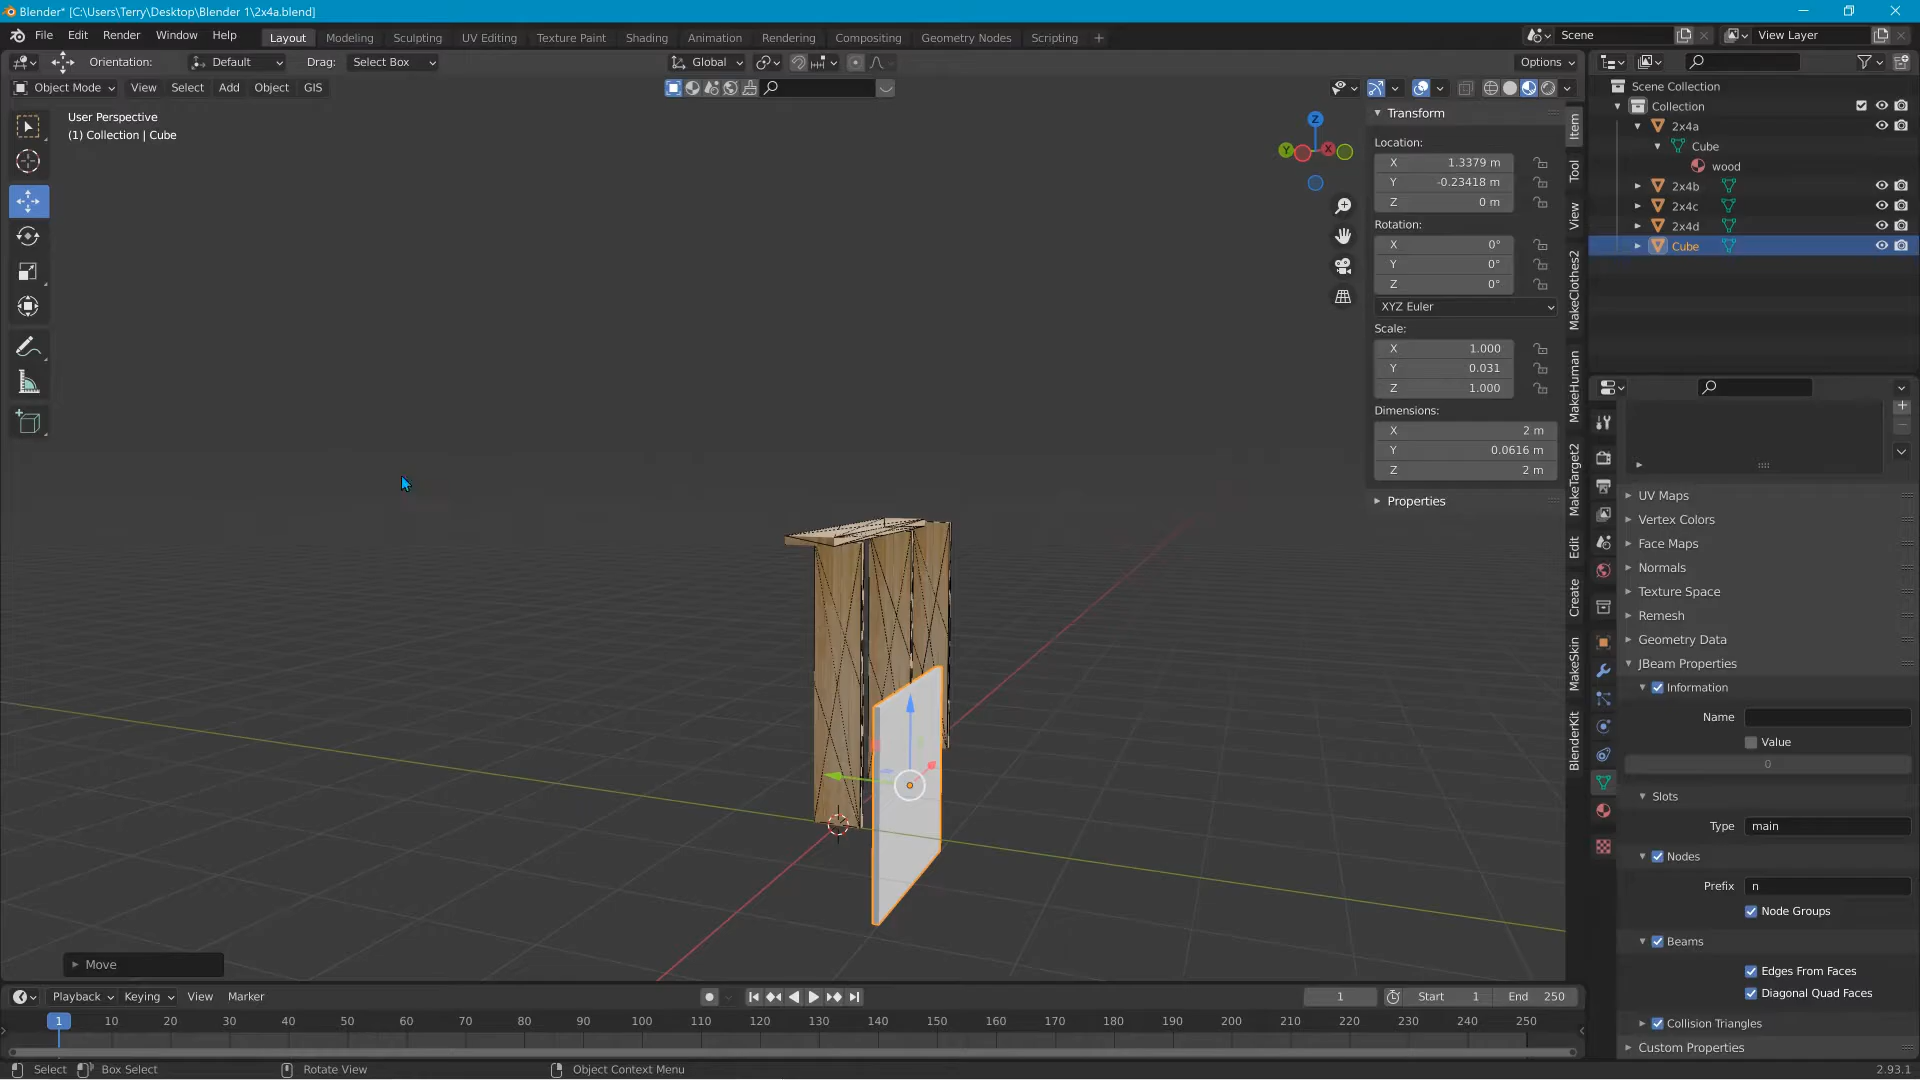 Blender* [C:\Users\Terry\Desktop\Blender 1\2x4a.blend]
File Edit Render Window Help
Layout Modeling Sculpting UV Editing Texture Paint Shading Animation Rendering Compositing Geometry Nodes Scripting +
Scene
View Layer
Orientation: Default Drag: Select Box
Global
Options
Object Mode View Select Add Object GIS
User Perspective
(1) Collection | Cube
Z
Y
X
Transform
Location:
X 1.3379 m
Y -0.23418 m
Z 0 m
Rotation:
X 0°
Y 0°
Z 0°
XYZ Euler
Scale:
X 1.000
Y 0.031
Z 1.000
Dimensions:
X 2 m
Y 0.0616 m
Z 2 m
Properties
Item
Tool
View
MakeClothes2
MakeHuman
MakeTarget2
Edit
Create
MakeSkin
BlenderKit
Scene Collection
Collection
2x4a
Cube
wood
2x4b
2x4c
2x4d
Cube
UV Maps
Vertex Colors
Face Maps
Normals
Texture Space
Remesh
Geometry Data
JBeam Properties
Information
Name
Value
0
Slots
Type main
Nodes
Prefix n
Node Groups
Beams
Edges From Faces
Diagonal Quad Faces
Collision Triangles
Custom Properties
Move
Playback Keying View Marker
1 Start 1 End 250
1 10 20 30 40 50 60 70 80 90 100 110 120 130 140 150 160 170 180 190 200 210 220 230 240 250
Select Box Select Rotate View Object Context Menu 2.93.1